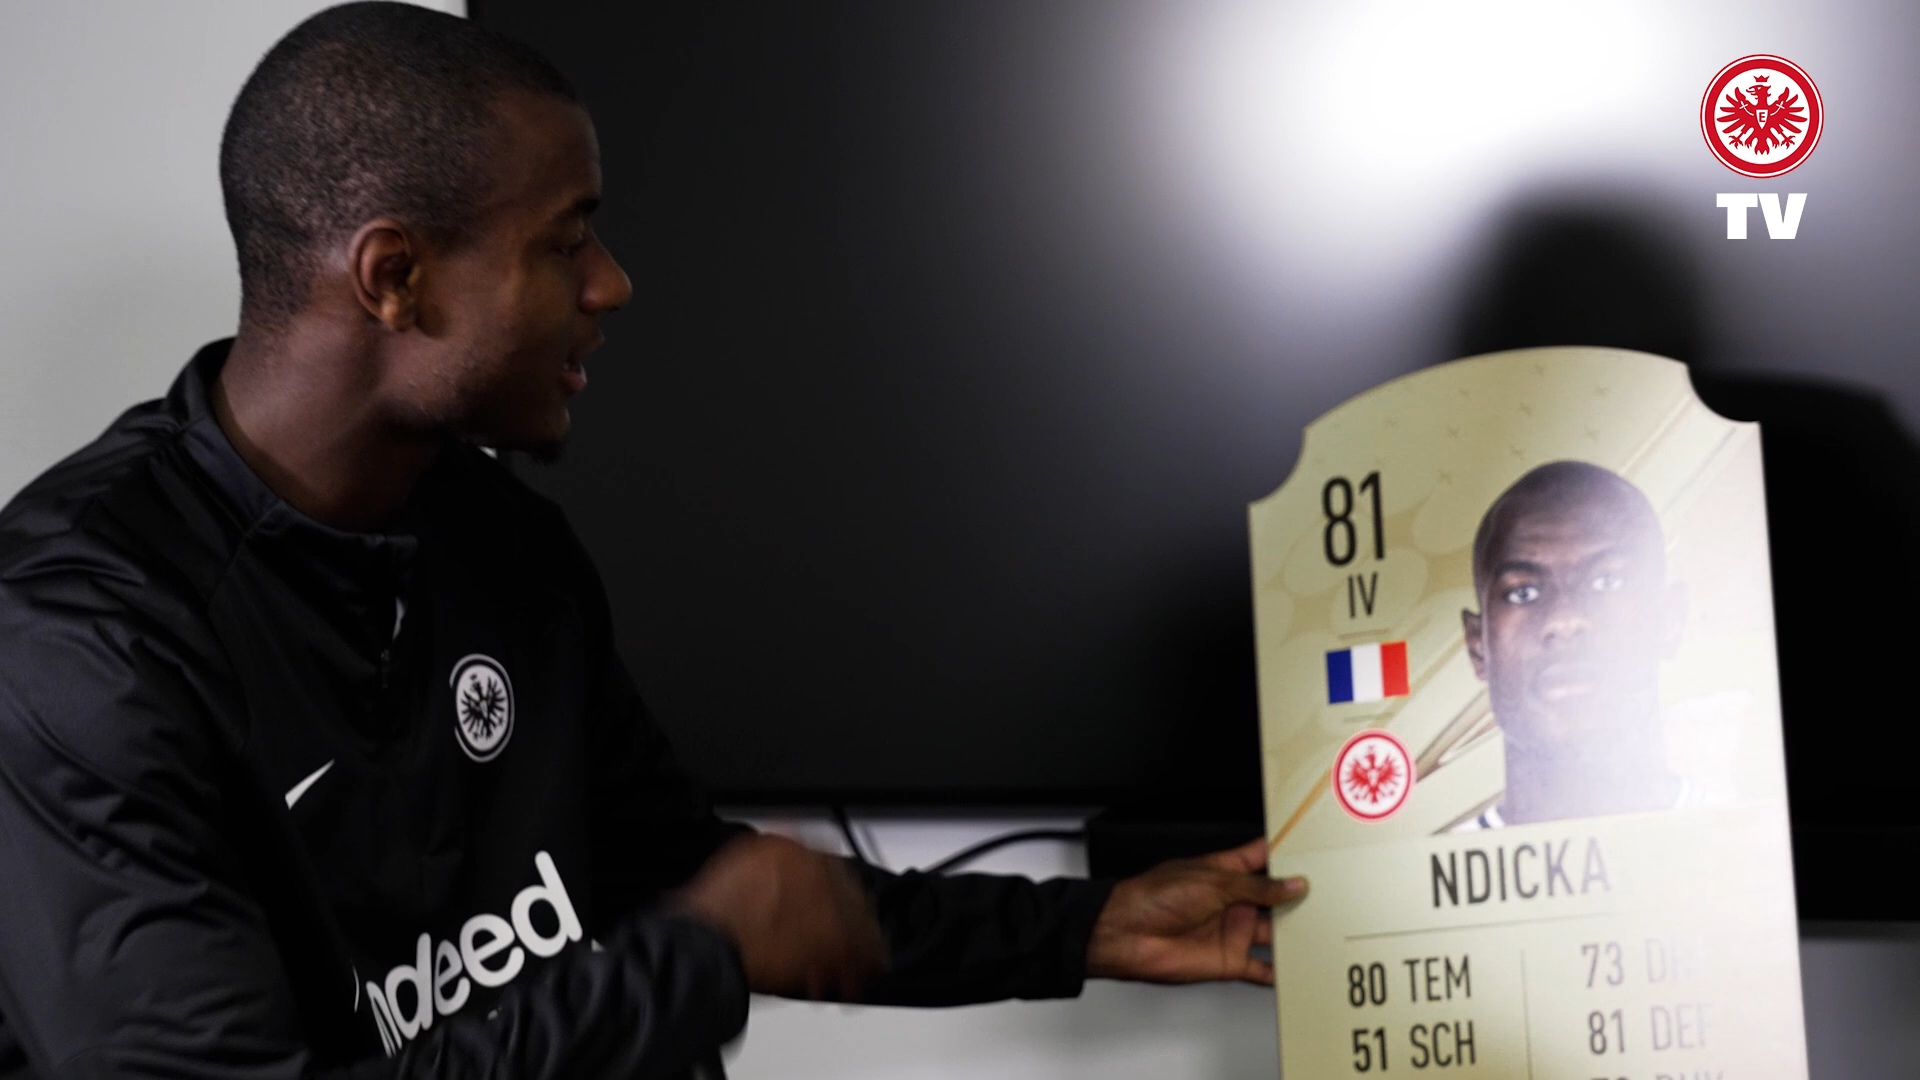 TV
81
IV
NDICKA
80 TEM
73
51 SCH
81 DEF
indeed